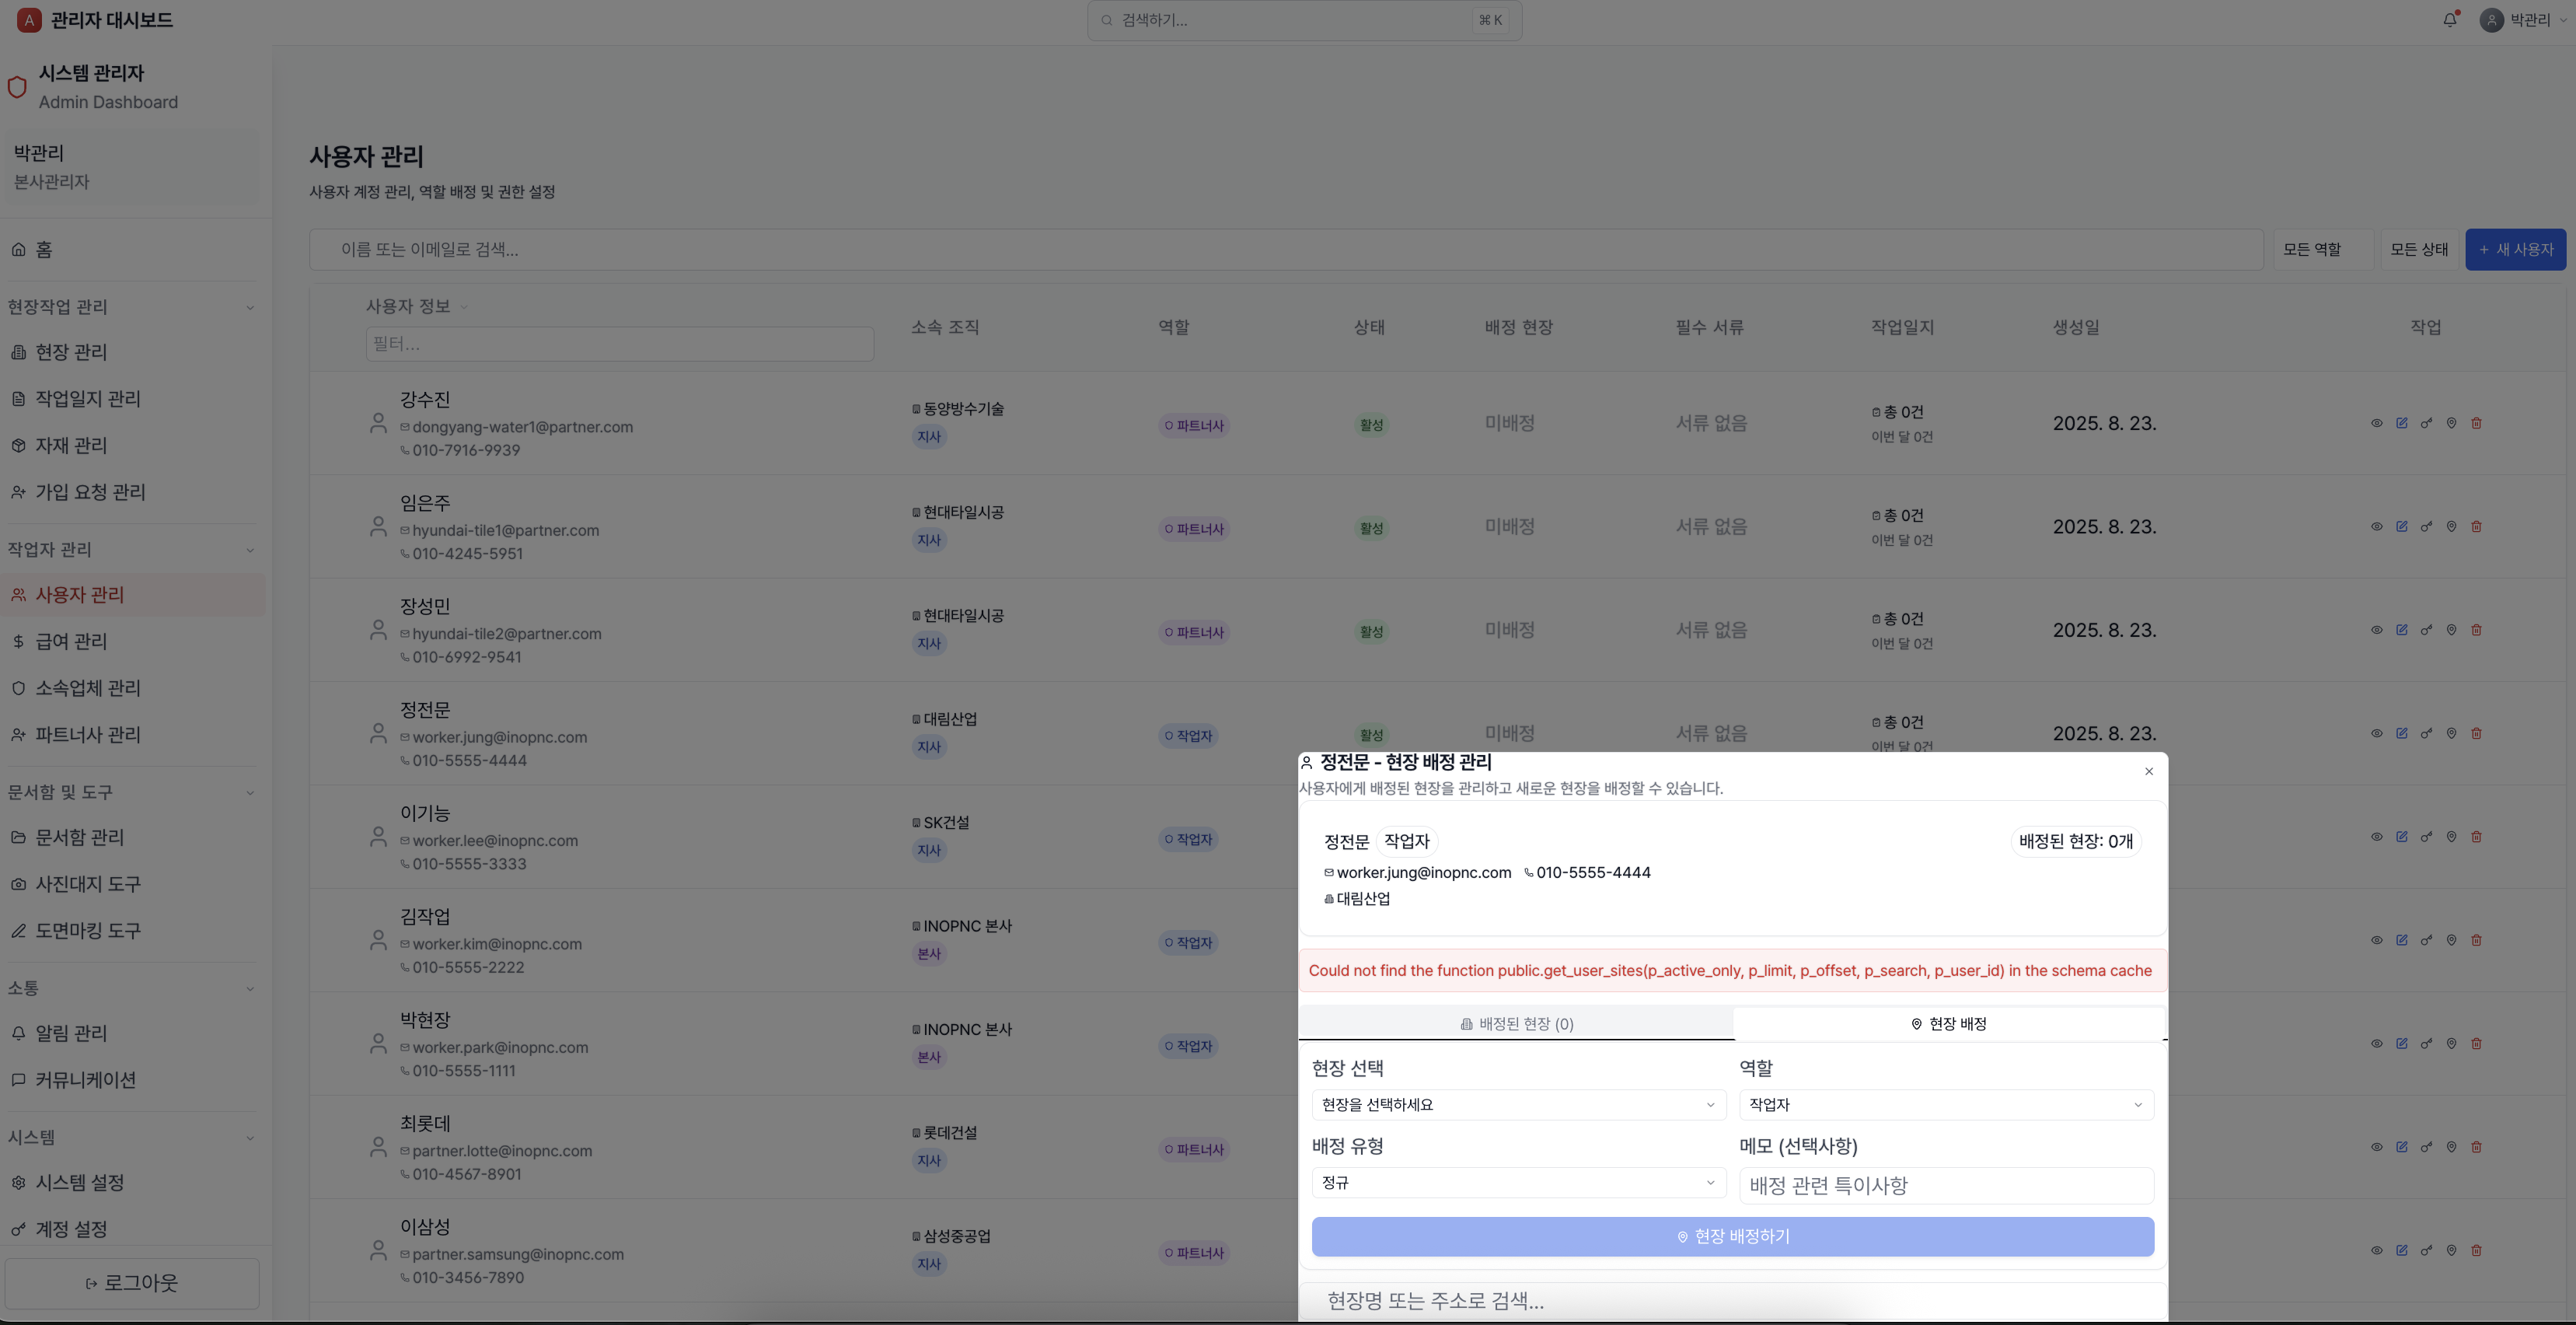 A 관리자 대시보드
검색하기...
⌘ K
박관리
시스템 관리자
Admin Dashboard
박관리
본사관리자
홈
현장작업 관리
현장 관리
작업일지 관리
자재 관리
가입 요청 관리
작업자 관리
사용자 관리
급여 관리
소속업체 관리
파트너사 관리
문서함 및 도구
문서함 관리
사진대지 도구
도면마킹 도구
소통
알림 관리
커뮤니케이션
시스템
시스템 설정
계정 설정
로그아웃
사용자 관리
사용자 계정 관리, 역할 배정 및 권한 설정
이름 또는 이메일로 검색...
모든 역할
모든 상태
+ 새 사용자
사용자 정보
필터...
소속 조직
역할
상태
배정 현장
필수 서류
작업일지
생성일
작업
강수진
dongyang-water1@partner.com
010-7916-9939
동양방수기술
지사
파트너사
활성
미배정
서류 없음
총 0건
이번 달 0건
2025. 8. 23.
임은주
hyundai-tile1@partner.com
010-4245-5951
현대타일시공
지사
파트너사
활성
미배정
서류 없음
총 0건
이번 달 0건
2025. 8. 23.
장성민
hyundai-tile2@partner.com
010-6992-9541
현대타일시공
지사
파트너사
활성
미배정
서류 없음
총 0건
이번 달 0건
2025. 8. 23.
정전문
worker.jung@inopnc.com
010-5555-4444
대림산업
지사
작업자
활성
미배정
서류 없음
총 0건
이번 달 0건
2025. 8. 23.
이기능
worker.lee@inopnc.com
010-5555-3333
SK건설
지사
작업자
김작업
worker.kim@inopnc.com
010-5555-2222
INOPNC 본사
본사
작업자
박현장
worker.park@inopnc.com
010-5555-1111
INOPNC 본사
본사
작업자
최롯데
partner.lotte@inopnc.com
010-4567-8901
롯데건설
지사
파트너사
이삼성
partner.samsung@inopnc.com
010-3456-7890
삼성중공업
지사
파트너사
정전문 - 현장 배정 관리
사용자에게 배정된 현장을 관리하고 새로운 현장을 배정할 수 있습니다.
정전문 작업자
배정된 현장: 0개
worker.jung@inopnc.com 010-5555-4444
대림산업
Could not find the function public.get_user_sites(p_active_only, p_limit, p_offset, p_search, p_user_id) in the schema cache
배정된 현장 (0)
현장 배정
현장 선택
현장을 선택하세요
역할
작업자
배정 유형
정규
메모 (선택사항)
배정 관련 특이사항
현장 배정하기
현장명 또는 주소로 검색...